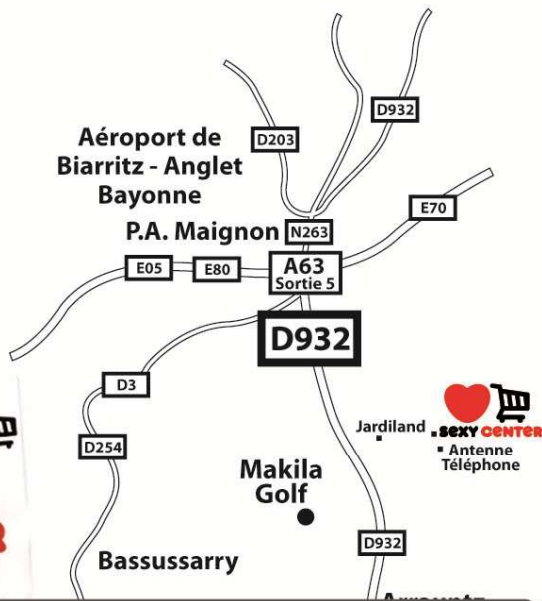 D932
D203
Aéroport de
Biarritz - Anglet
Bayonne
E70
P.A. Maignon
N263
E05
E80
A63
Sortie 5
D932
D3
Jardiland
SEXY CENTER
Antenne
Téléphone
D254
Makila
Golf
D932
Bassussarry